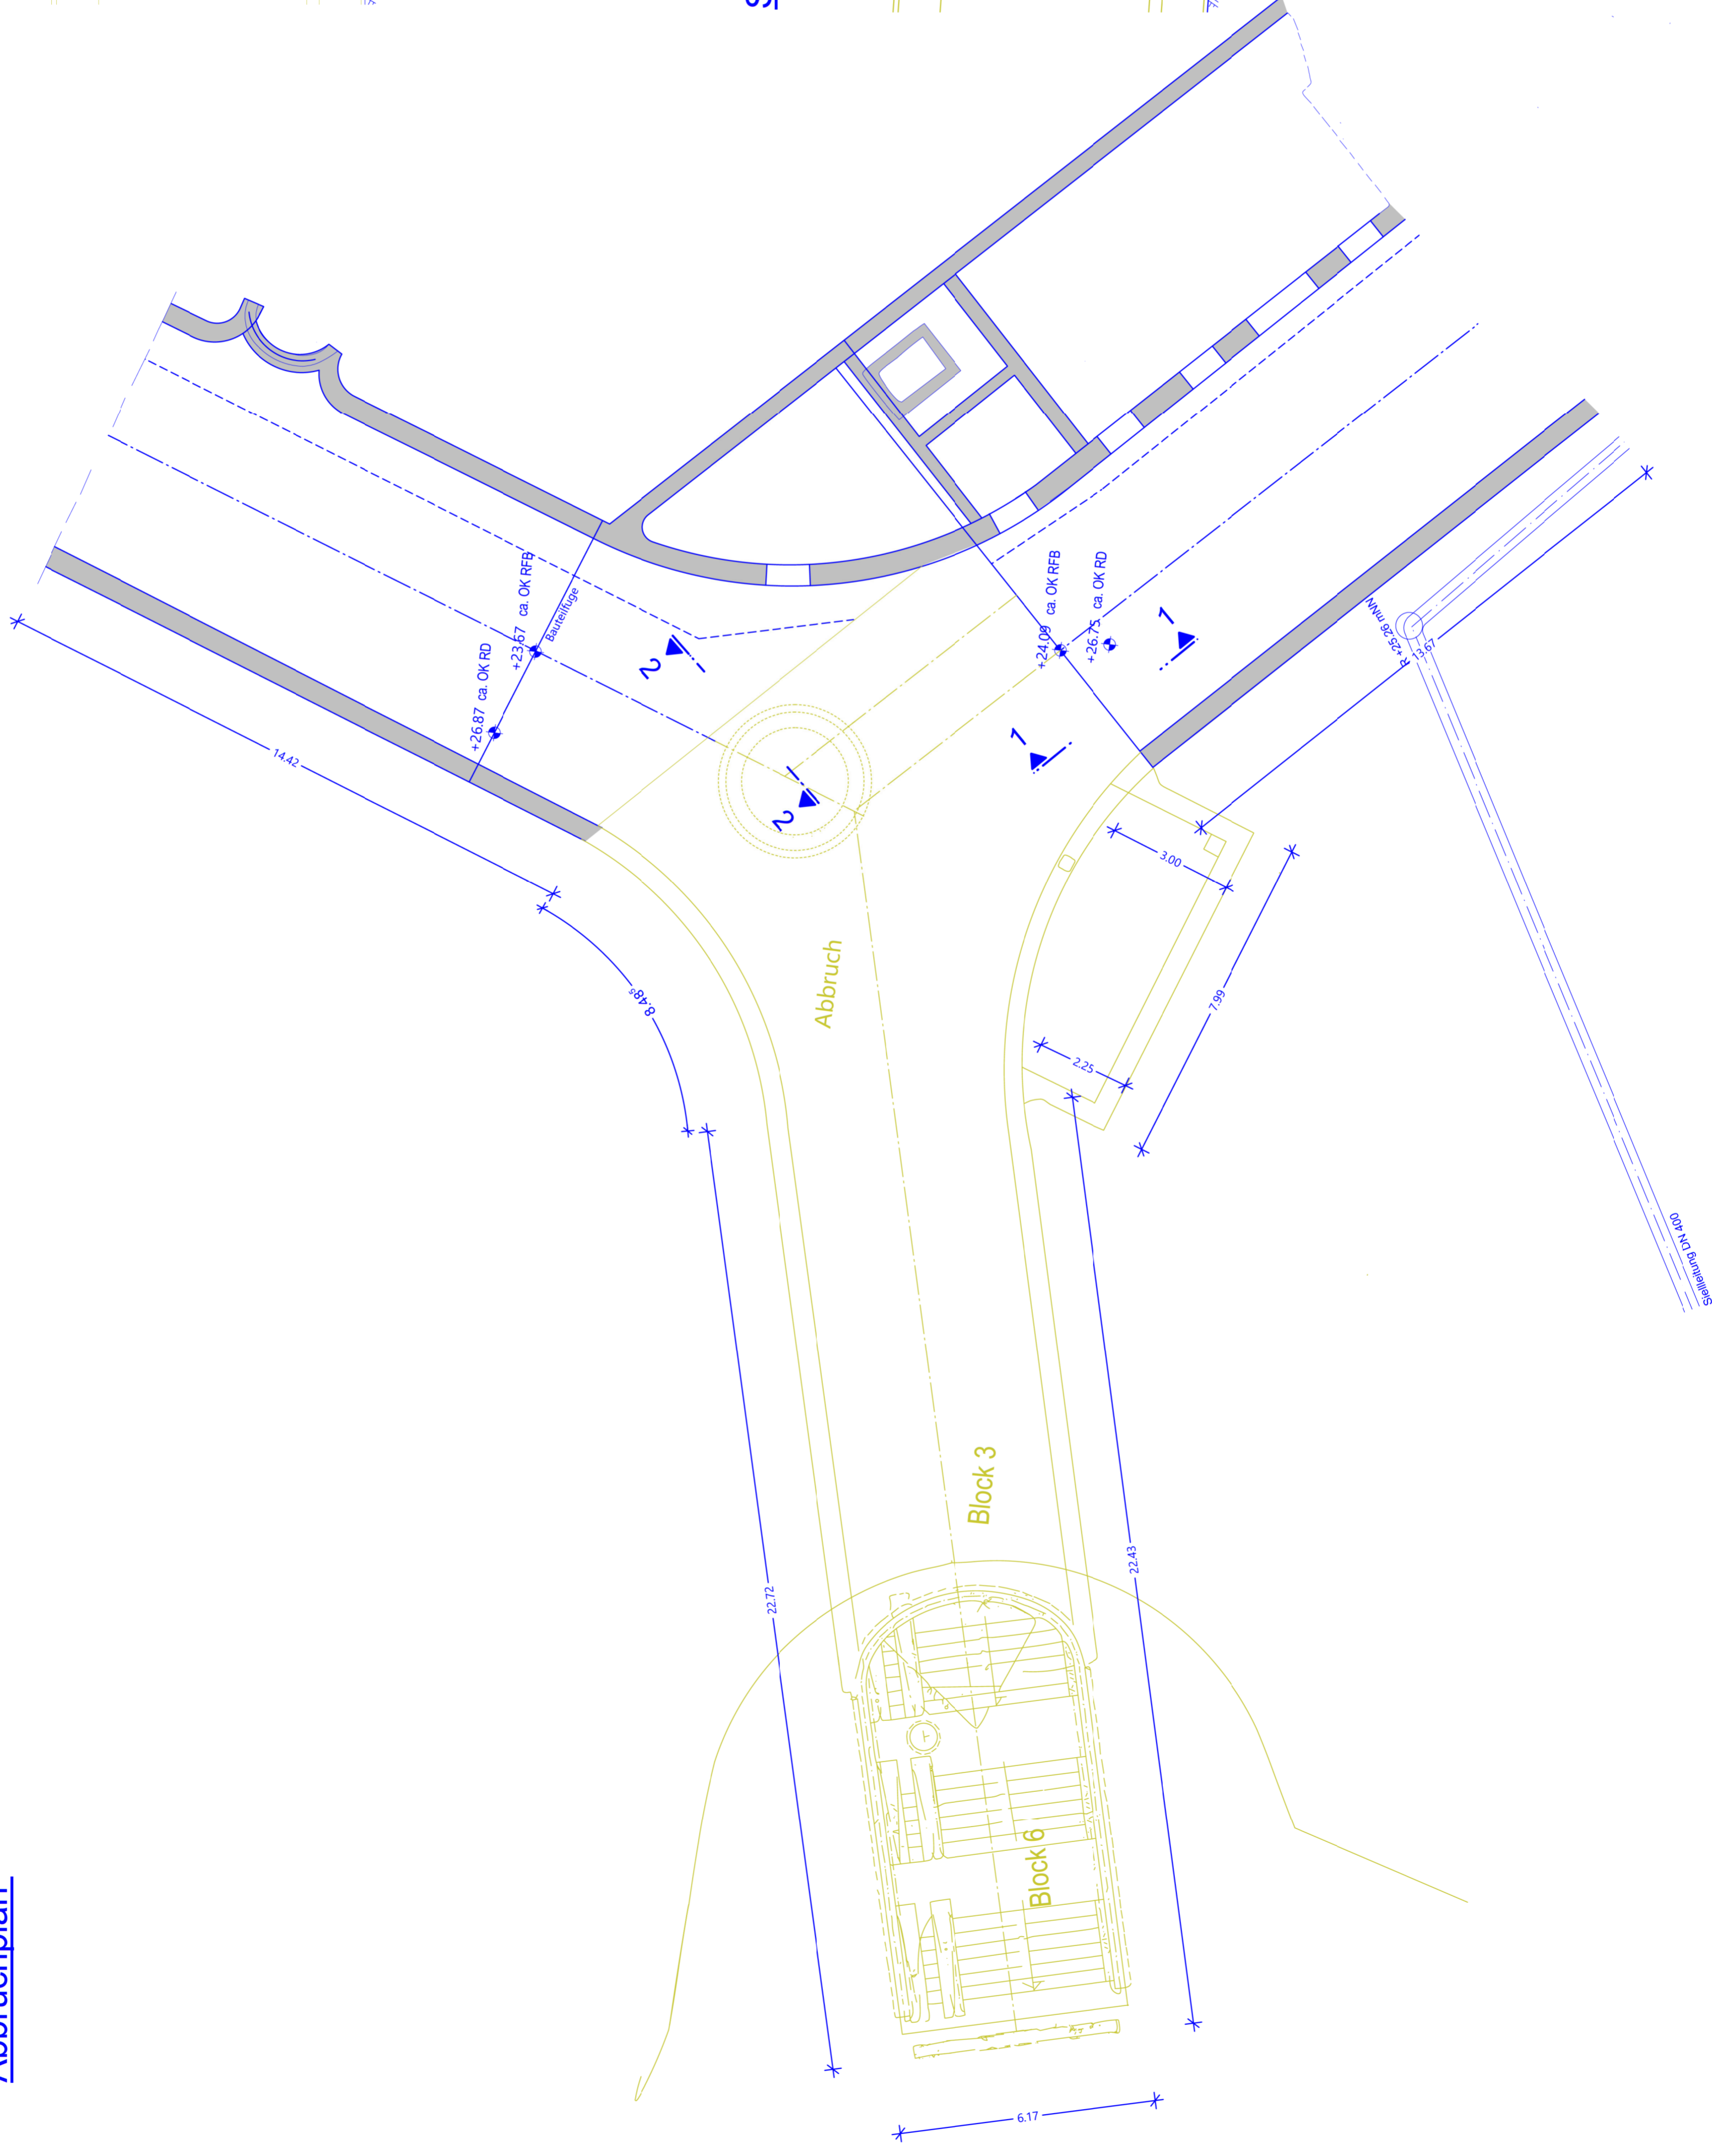 +23.67 ca. OK RFB
Bauteilfuge
+26.87 ca. OK RD
+24.09 ca. OK RFB
+26.75 ca. OK RD
2
2
1
1
R +25.26 mNN
13.67
14.42
3.00
7.99
2.25
8.48⁵
Abbruch
Sielleitung DN 400
Block 3
22.72
22.43
Block 6
Abbruchplan
6.17